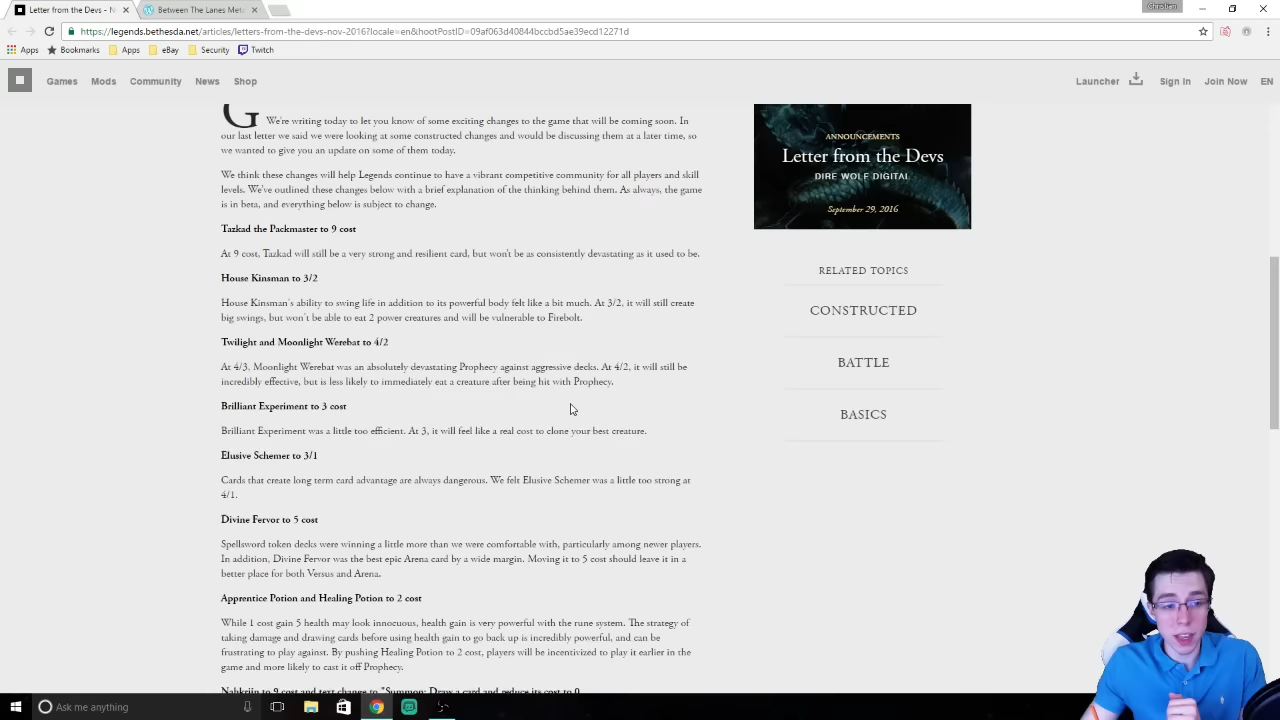 Letter from the Devs - N
Between The Lanes Met
Christian
https://legends.bethesda.net/articles/letters-from-the-devs-nov-2016?locale=en&hootPostID=09af063d40844bccbd5ae39ecd12271d
Apps Bookmarks Apps eBay Security Twitch
Games Mods Community News Shop
Launcher Sign In Join Now EN
G We're writing today to let you know of some exciting changes to the game that will be coming soon. In
our last letter we said we were looking at some constructed changes and would be discussing them at a later time, so
we wanted to give you an update on some of them today.
We think these changes will help Legends continue to have a vibrant competitive community for all players and skill
levels. We've outlined these changes below with a brief explanation of the thinking behind them. As always, the game
is in beta, and everything below is subject to change.
Tazkad the Packmaster to 9 cost
At 9 cost, Tazkad will still be a very strong and resilient card, but won't be as consistently devastating as it used to be.
House Kinsman to 3/2
House Kinsman's ability to swing life in addition to its powerful body felt like a bit much. At 3/2, it will still create
big swings, but won't be able to eat 2 power creatures and will be vulnerable to Firebolt.
Twilight and Moonlight Werebat to 4/2
At 4/3, Moonlight Werebat was an absolutely devastating Prophecy against aggressive decks. At 4/2, it will still be
incredibly effective, but is less likely to immediately eat a creature after being hit with Prophecy.
Brilliant Experiment to 3 cost
Brilliant Experiment was a little too efficient. At 3, it will feel like a real cost to clone your best creature.
Elusive Schemer to 3/1
Cards that create long term card advantage are always dangerous. We felt Elusive Schemer was a little too strong at
4/1.
Divine Fervor to 5 cost
Spellsword token decks were winning a little more than we were comfortable with, particularly among newer players.
In addition, Divine Fervor was the best epic Arena card by a wide margin. Moving it to 5 cost should leave it in a
better place for both Versus and Arena.
Apprentice Potion and Healing Potion to 2 cost
While 1 cost gain 5 health may look innocuous, health gain is very powerful with the rune system. The strategy of
taking damage and drawing cards before using health gain to go back up is incredibly powerful, and can be
frustrating to play against. By pushing Healing Potion to 2 cost, players will be incentivized to play it earlier in the
game and more likely to cast it off Prophecy.
Nahkriin to 9 cost and text change to "Summon: Draw a card and reduce its cost to 0
ANNOUNCEMENTS
Letter from the Devs
DIRE WOLF DIGITAL
September 29, 2016
RELATED TOPICS
CONSTRUCTED
BATTLE
BASICS
Ask me anything